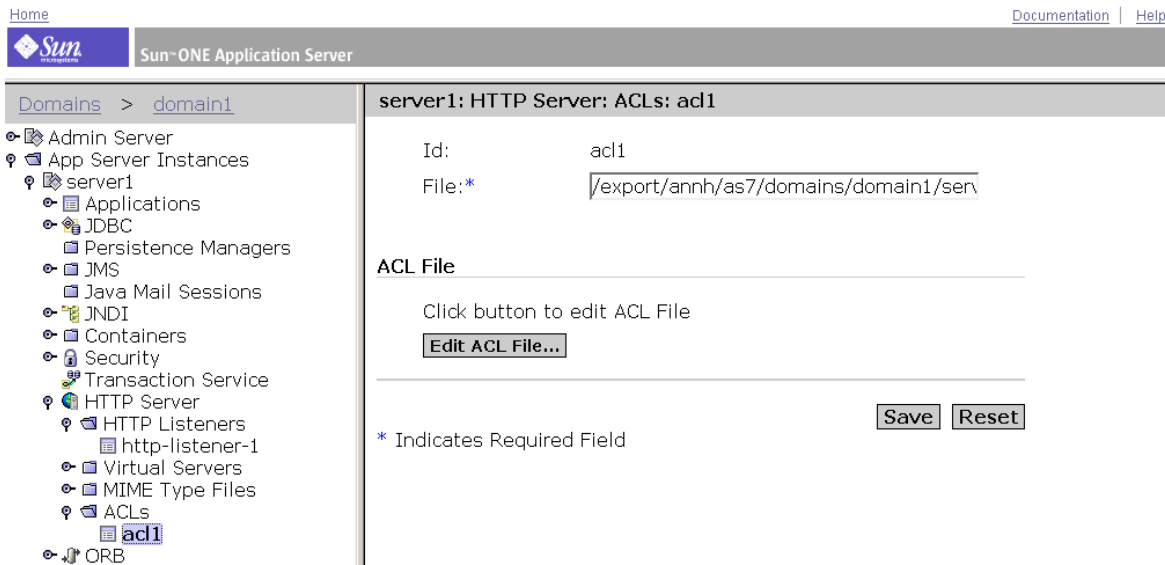 Home
Documentation | Help
Sun
microsystems
Sun ONE Application Server
Domains > domain1
Admin Server
App Server Instances
server1
Applications
JDBC
Persistence Managers
JMS
Java Mail Sessions
JNDI
Containers
Security
Transaction Service
HTTP Server
HTTP Listeners
http-listener-1
Virtual Servers
MIME Type Files
ACLs
acl1
ORB
server1: HTTP Server: ACLs: acl1
Id: acl1
File:* /export/annh/as7/domains/domain1/serv
ACL File
Click button to edit ACL File
Edit ACL File...
Save Reset
* Indicates Required Field